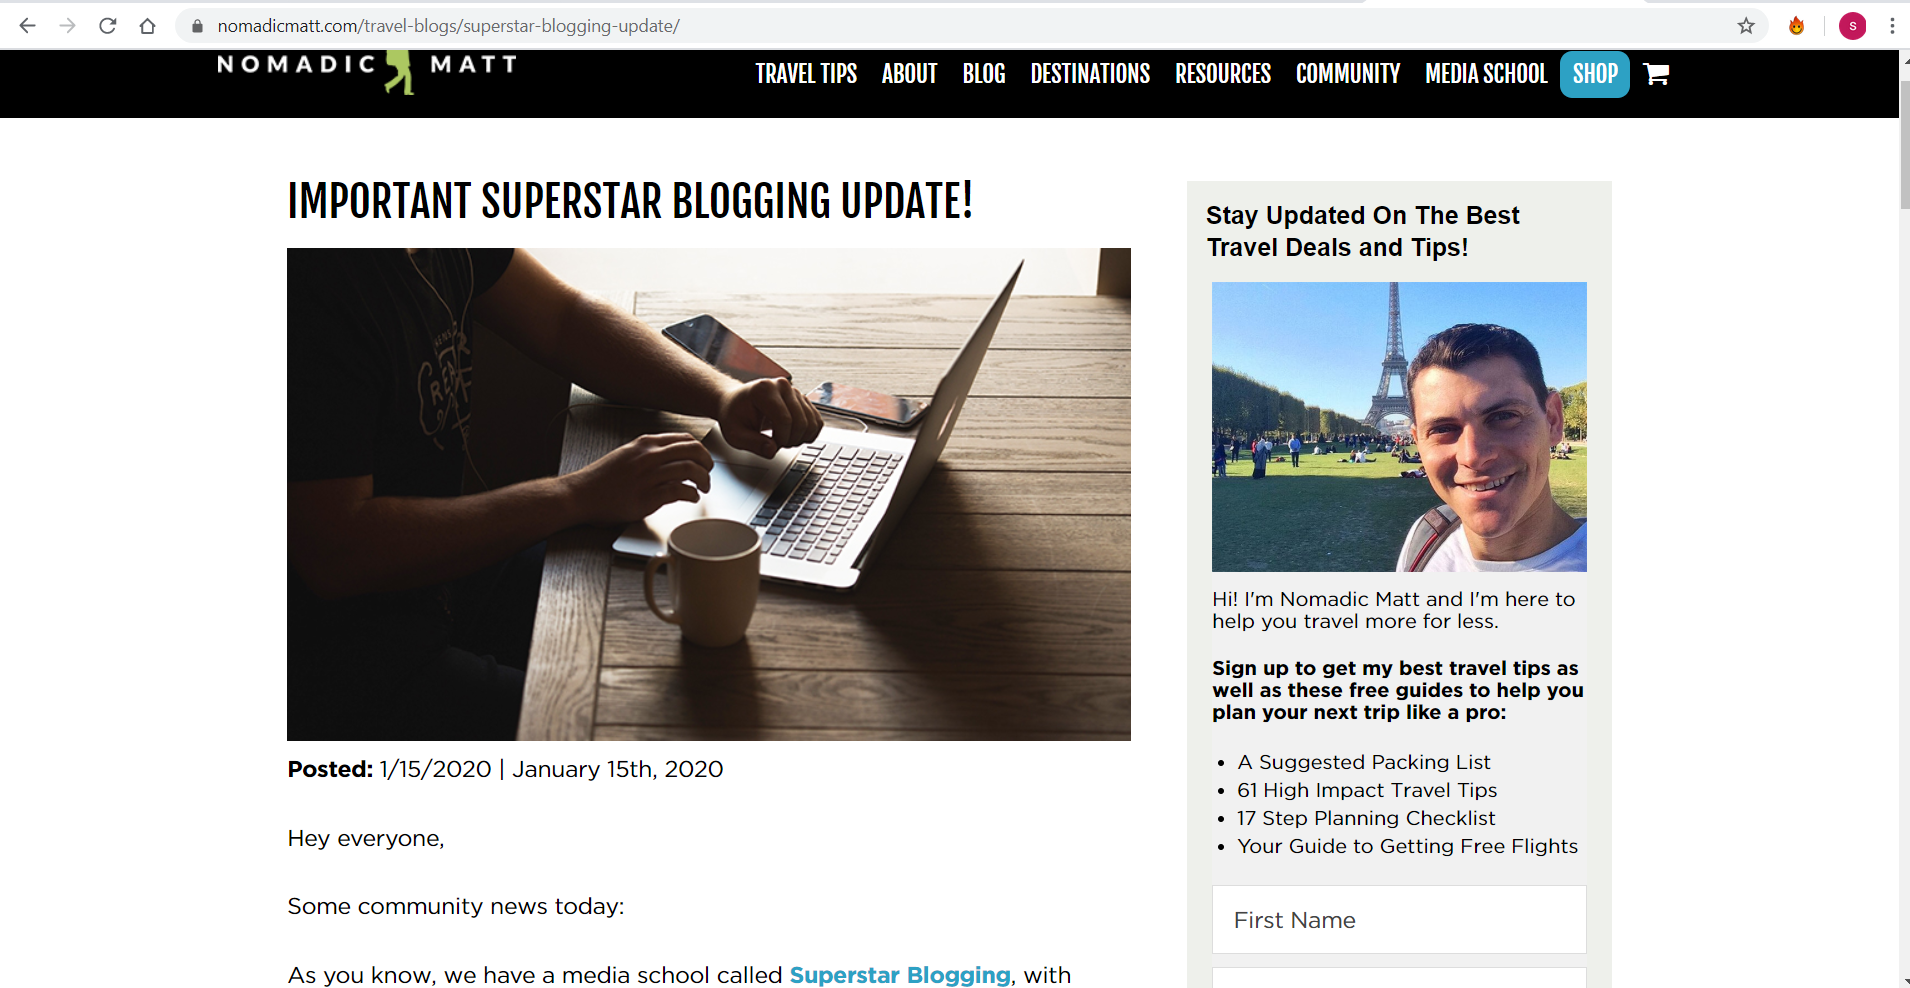 nomadicmatt.com/travel-blogs/superstar-blogging-update/
S
NOMADIC MATT
TRAVEL TIPS ABOUT BLOG DESTINATIONS RESOURCES COMMUNITY MEDIA SCHOOL SHOP
IMPORTANT SUPERSTAR BLOGGING UPDATE!
Posted: 1/15/2020 | January 15th, 2020
Hey everyone,
Some community news today:
As you know, we have a media school called Superstar Blogging, with
Stay Updated On The Best
Travel Deals and Tips!
Hi! I'm Nomadic Matt and I'm here to
help you travel more for less.
Sign up to get my best travel tips as
well as these free guides to help you
plan your next trip like a pro:
• A Suggested Packing List
• 61 High Impact Travel Tips
• 17 Step Planning Checklist
• Your Guide to Getting Free Flights
First Name